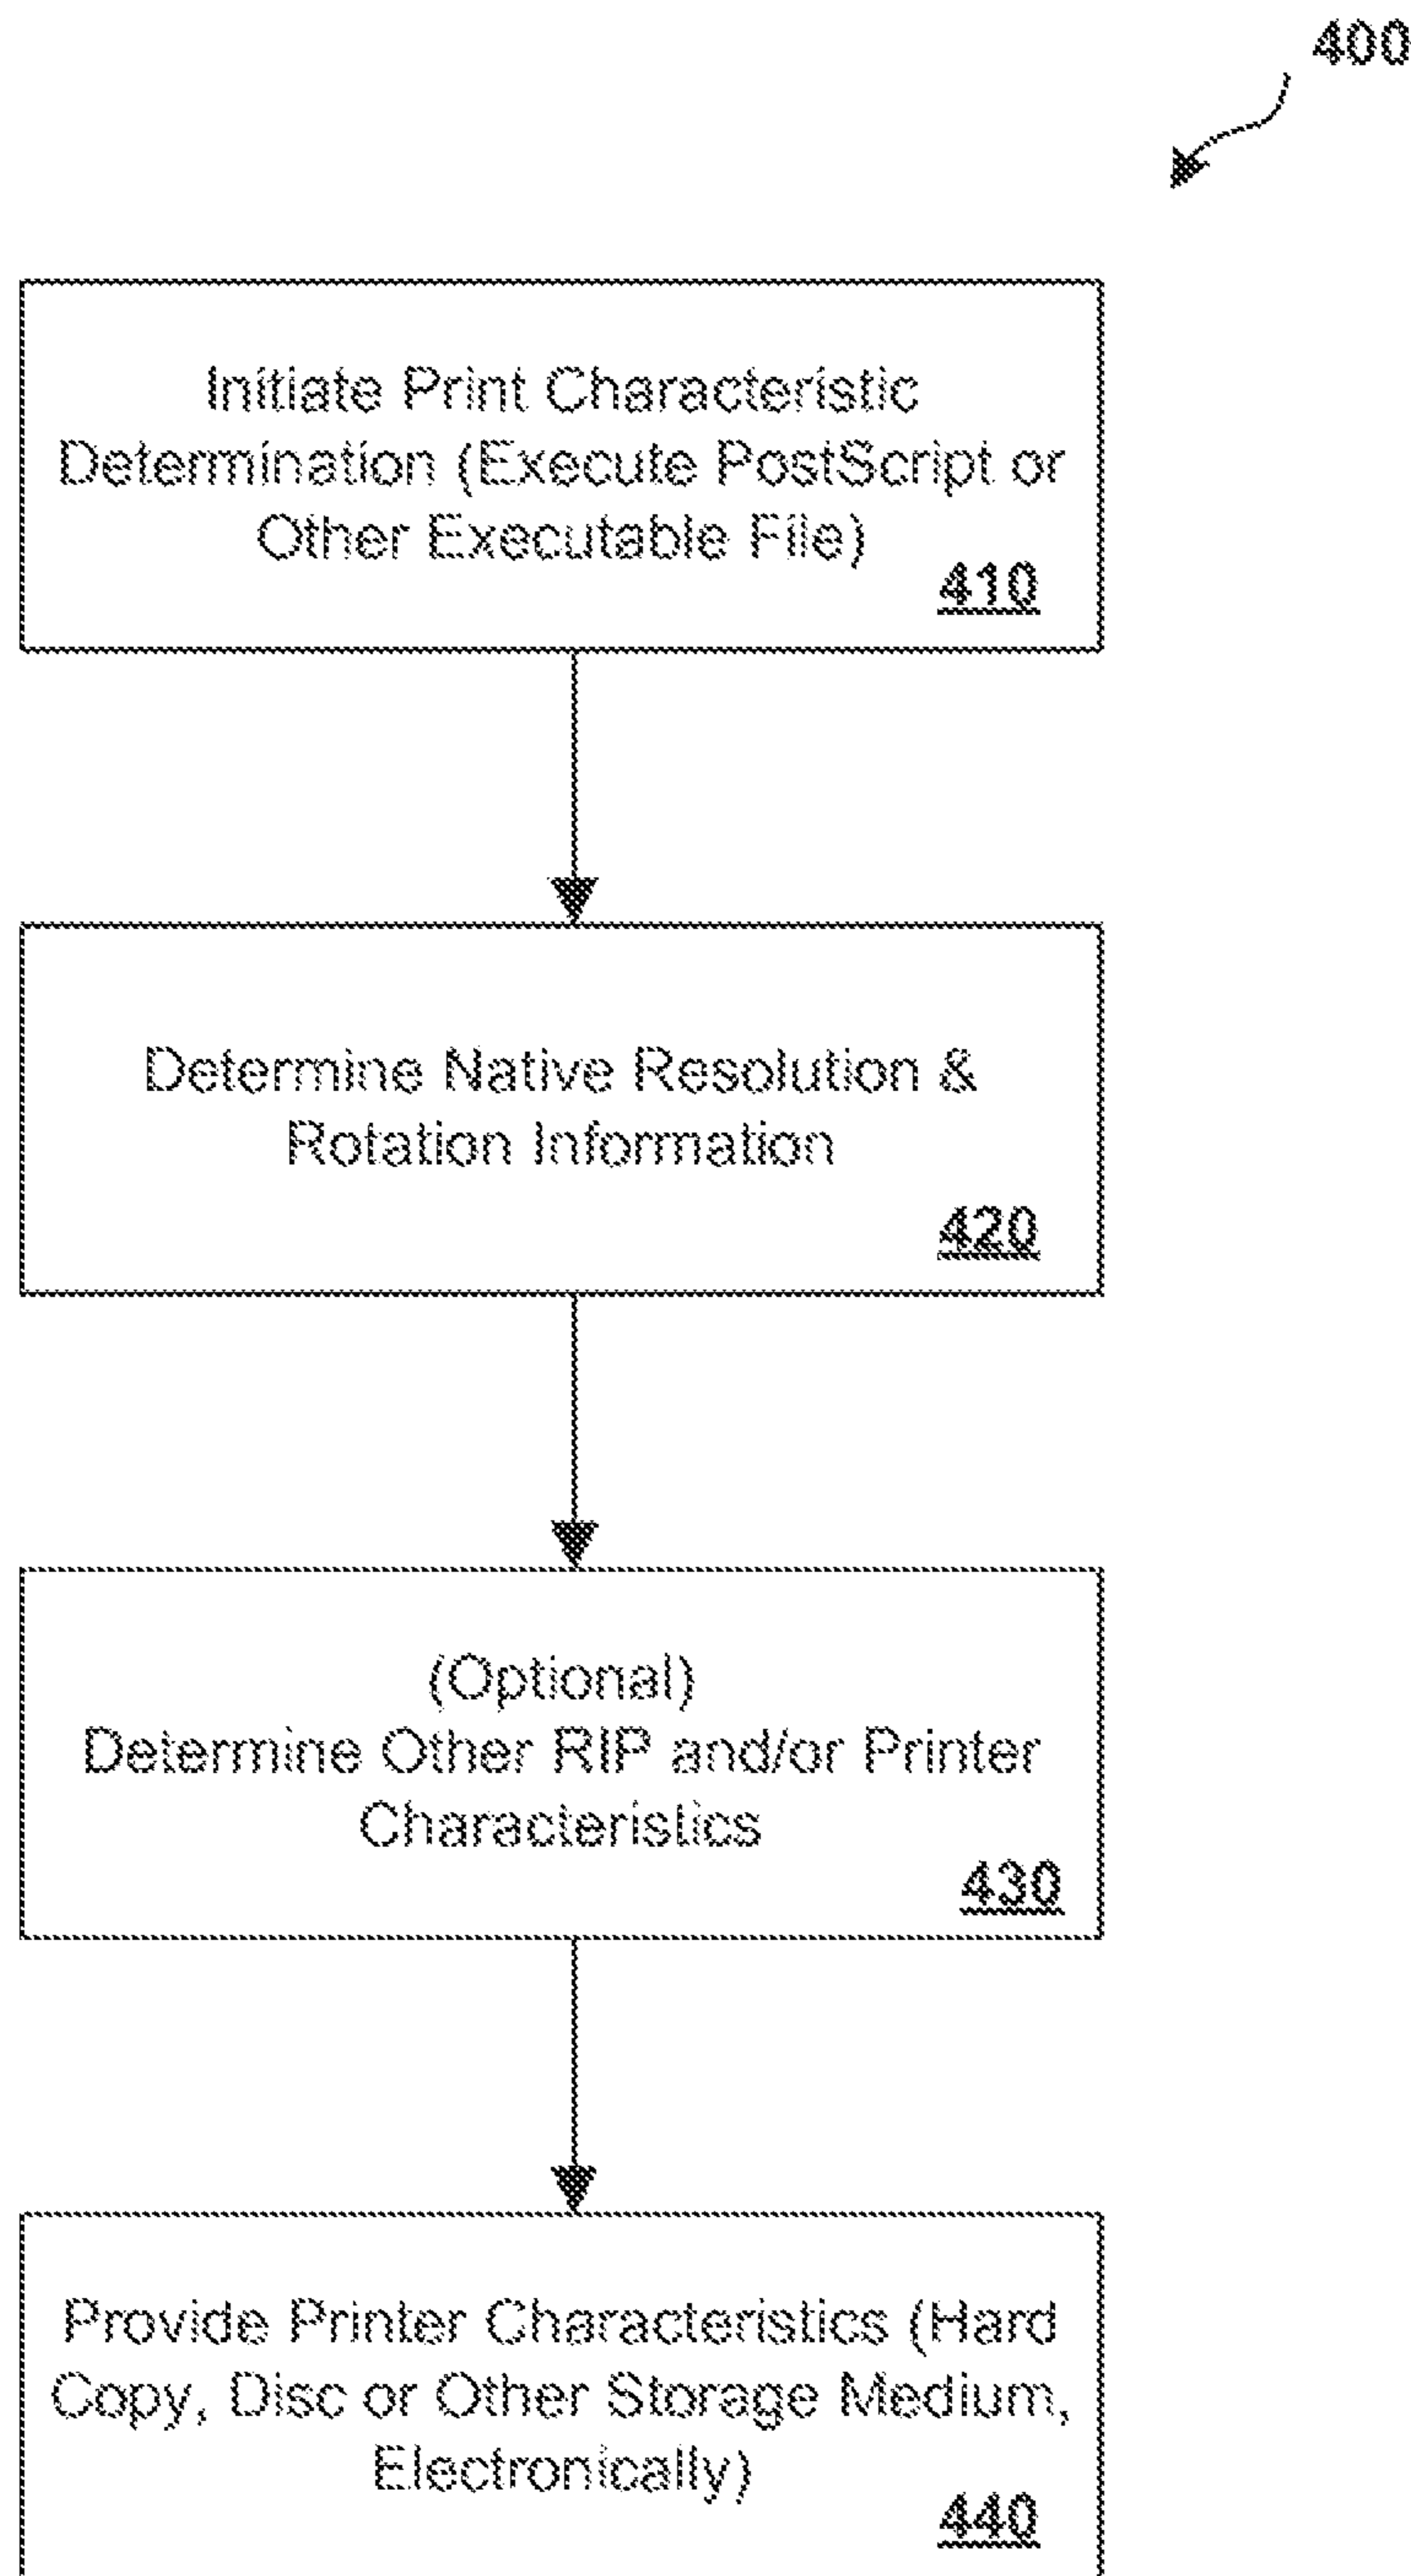 400
Initiate Print Characteristic
Determination (Execute PostScript or
Other Executable File)
410
Determine Native Resolution &
Rotation Information
420
(Optional)
Determine Other RIP and/or Printer
Characteristics
430
Provide Printer Characteristics (Hard
Copy, Disc or Other Storage Medium,
Electronically)
440